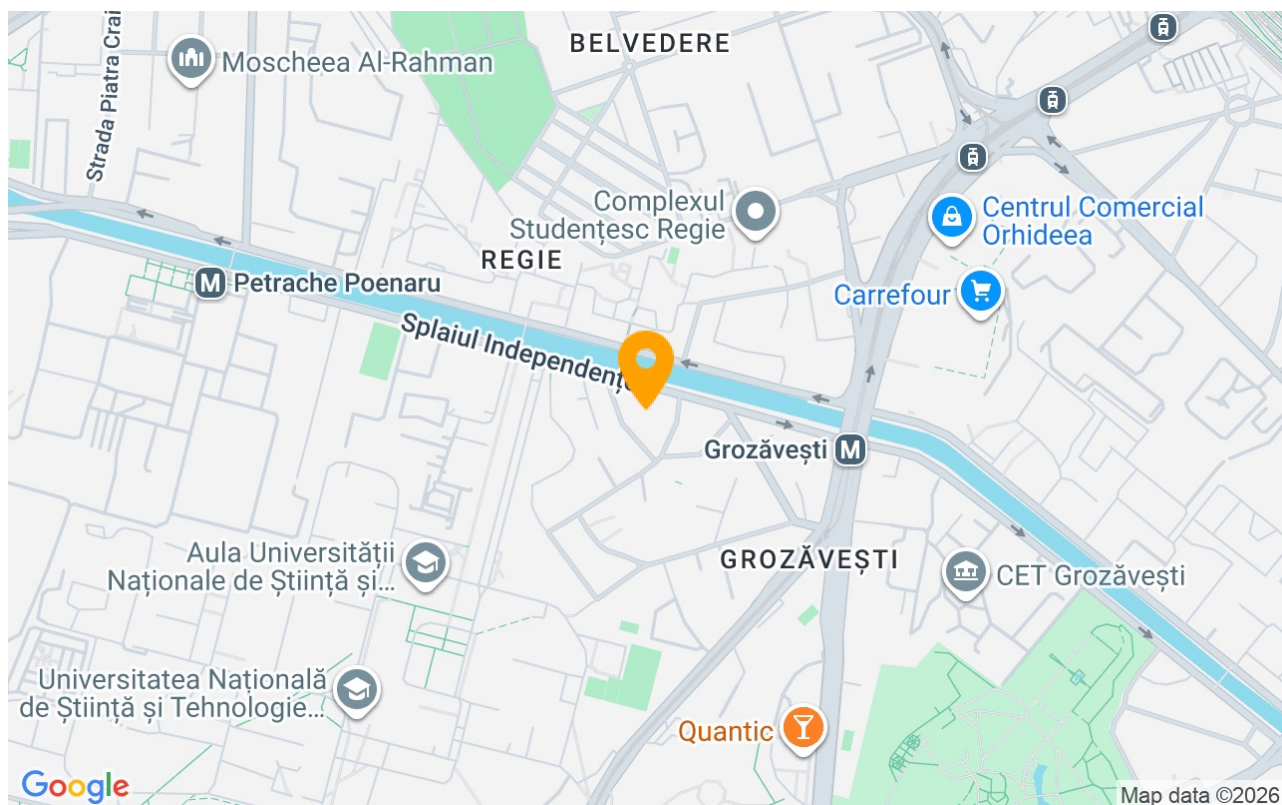 BELVEDERE
Moscheea Al-Rahman
Strada Piatra Crai
Complexul
Studențesc Regie
Centrul Comercial
Orhideea
REGIE
M Petrache Poenaru
Carrefour
Splaiul Independențe
Grozăvești M
Aula Universității
Naționale de Știință și...
GROZĂVEȘTI
CET Grozăvești
Universitatea Națională
de Știință și Tehnologie...
Quantic
Google
Map data ©2026